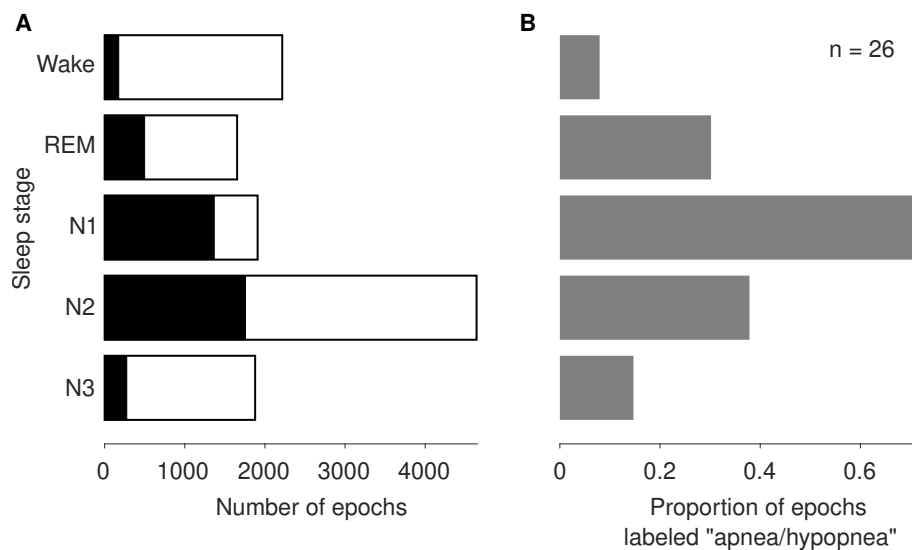 A
B
n = 26
Sleep stage
Wake
REM
N1
N2
N3
0 1000 2000 3000 4000
Number of epochs
0 0.2 0.4 0.6
Proportion of epochs
labeled "apnea/hypopnea"